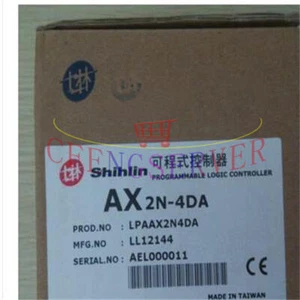 可程式控制器
Shihlin PROGRAMMABLE LOGIC CONTROLLER
AX2N-4DA
PROD.NO : LPAAX2N4DA
MFG.NO : LL12144
SERIAL.NO : AEL000011
MADE IN TAIWAN